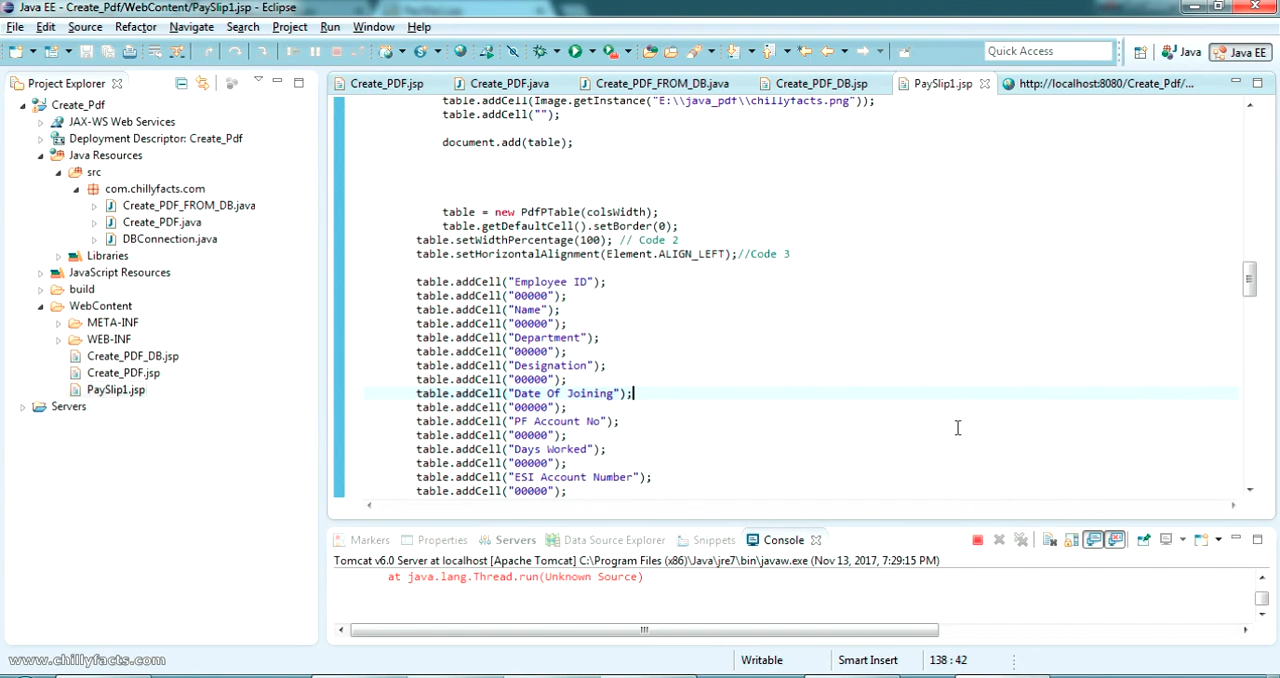 Java EE - Create_Pdf/WebContent/PaySlip1.jsp - Eclipse
File Edit Source Refactor Navigate Search Project Run Window Help
Quick Access
Java
Java EE
Project Explorer
Create_Pdf
JAX-WS Web Services
Deployment Descriptor: Create_Pdf
Java Resources
src
com.chillyfacts.com
Create_PDF_FROM_DB.java
Create_PDF.java
DBConnection.java
Libraries
JavaScript Resources
build
WebContent
META-INF
WEB-INF
Create_PDF_DB.jsp
Create_PDF.jsp
PaySlip1.jsp
Servers
Create_PDF.jsp Create_PDF.java Create_PDF_FROM_DB.java Create_PDF_DB.jsp PaySlip1.jsp http://localhost:8080/Create_Pdf/...
table.addCell(Image.getInstance("E:\\java_pdf\\chillyfacts.png"));
table.addCell("");
document.add(table);
table = new PdfPTable(colsWidth);
table.getDefaultCell().setBorder(0);
table.setWidthPercentage(100); // Code 2
table.setHorizontalAlignment(Element.ALIGN_LEFT);//Code 3
table.addCell("Employee ID");
table.addCell("00000");
table.addCell("Name");
table.addCell("00000");
table.addCell("Department");
table.addCell("00000");
table.addCell("Designation");
table.addCell("00000");
table.addCell("Date Of Joining");
table.addCell("00000");
table.addCell("PF Account No");
table.addCell("00000");
table.addCell("Days Worked");
table.addCell("00000");
table.addCell("ESI Account Number");
table.addCell("00000");
Markers Properties Servers Data Source Explorer Snippets Console
Tomcat v6.0 Server at localhost [Apache Tomcat] C:\Program Files (x86)\Java\jre7\bin\javaw.exe (Nov 13, 2017, 7:29:15 PM)
at java.lang.Thread.run(Unknown Source)
www.chillyfacts.com
Writable Smart Insert 138 : 42